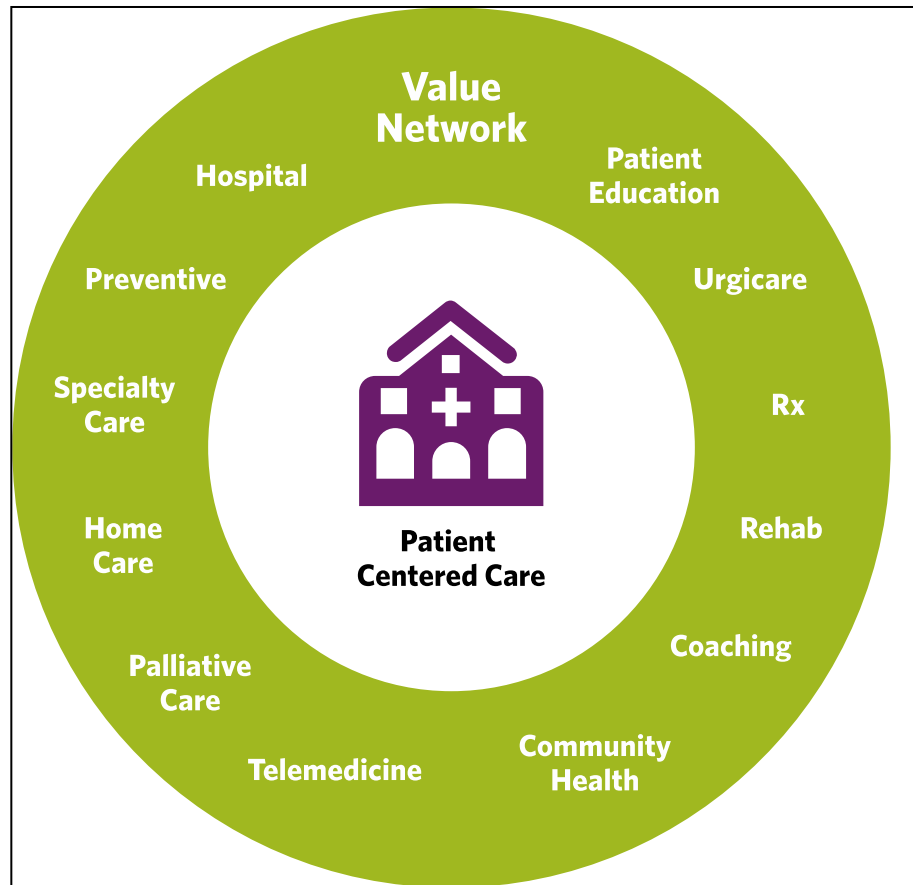 Value
Network
Patient
Education
Urgicare
Rx
Rehab
Coaching
Community
Health
Telemedicine
Palliative
Care
Home
Care
Specialty
Care
Preventive
Hospital
Patient
Centered Care